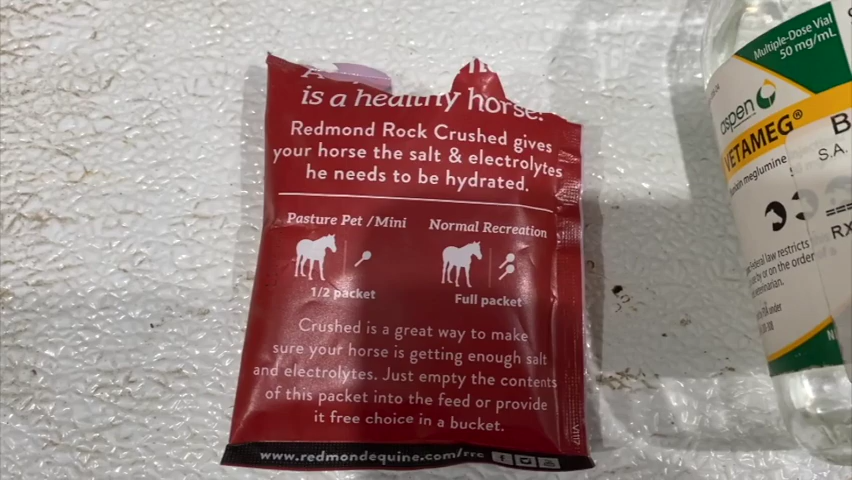 is a healthy horse.
Redmond Rock Crushed gives
your horse the salt & electrolytes
he needs to be hydrated.
Pasture Pet / Mini
1/2 packet
Normal Recreation
Full packet
Crushed is a great way to make
sure your horse is getting enough salt
and electrolytes. Just empty the contents
of this packet into the feed or provide
it free choice in a bucket.
www.redmondequine.com/rrc
Multiple-Dose Vial
50 mg/mL
aspen
VETAMEG®
meglumine
B
S.A.
RX
Federal law restricts
by or on the order